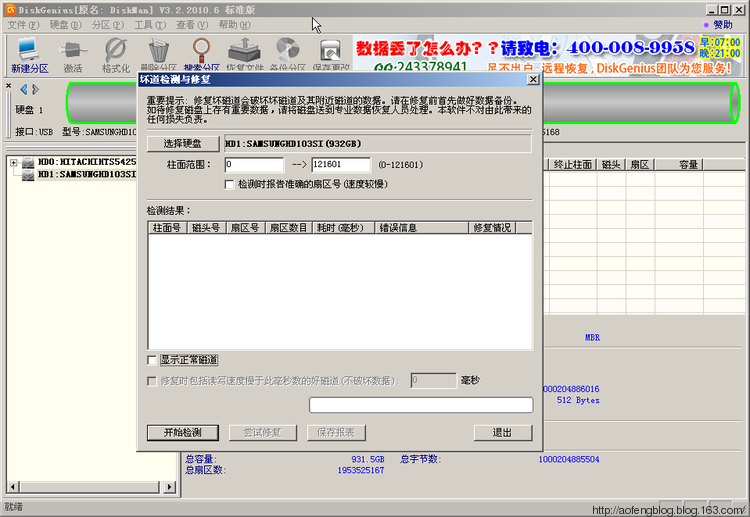 DiskGenius[原名: DiskMan] V3.2.2010.6 标准版
文件(F) 硬盘(D) 分区(P) 工具(T) 查看(V) 帮助(H) 赞助
新建分区 激活 格式化 删除分区 搜索分区 恢复文件 备份分区 保存更改
数据丢了怎么办??请致电: 400-008-9958
早:07:00
晚:21:00
QQ:243378941
足不出户 远程恢复,DiskGenius团队为您服务!
硬盘 1
接口:USB 型号:SAMSUNGHD103SI
5168
HD0:HITACHIHTS5425
HD1:SAMSUNGHD103SI
终止柱面 磁头 扇区 容量
MBR
000204886016
512 Bytes
坏道检测与修复
重要提示: 修复坏磁道会破坏坏磁道及其附近磁道的数据。请在修复前首先做好数据备份。
如待修复磁盘上存有重要数据,请将磁盘送到专业数据恢复人员处理。本软件不对由此带来的
任何损失负责。
选择硬盘 HD1:SAMSUNGHD103SI(932GB)
柱面范围: 0 --> 121601 (0-121601)
检测时报告准确的扇区号(速度较慢)
检测结果:
柱面号 磁头号 扇区号 扇区数目 耗时(毫秒) 错误信息 修复情况
显示正常磁道
修复时包括读写速度慢于此毫秒数的好磁道(不破坏数据): 0 毫秒
开始检测 尝试修复 保存报表 退出
总容量: 931.5GB 总字节数: 1000204885504
总扇区数: 1953525167
就绪
http://aofengblog.blog.163.com/